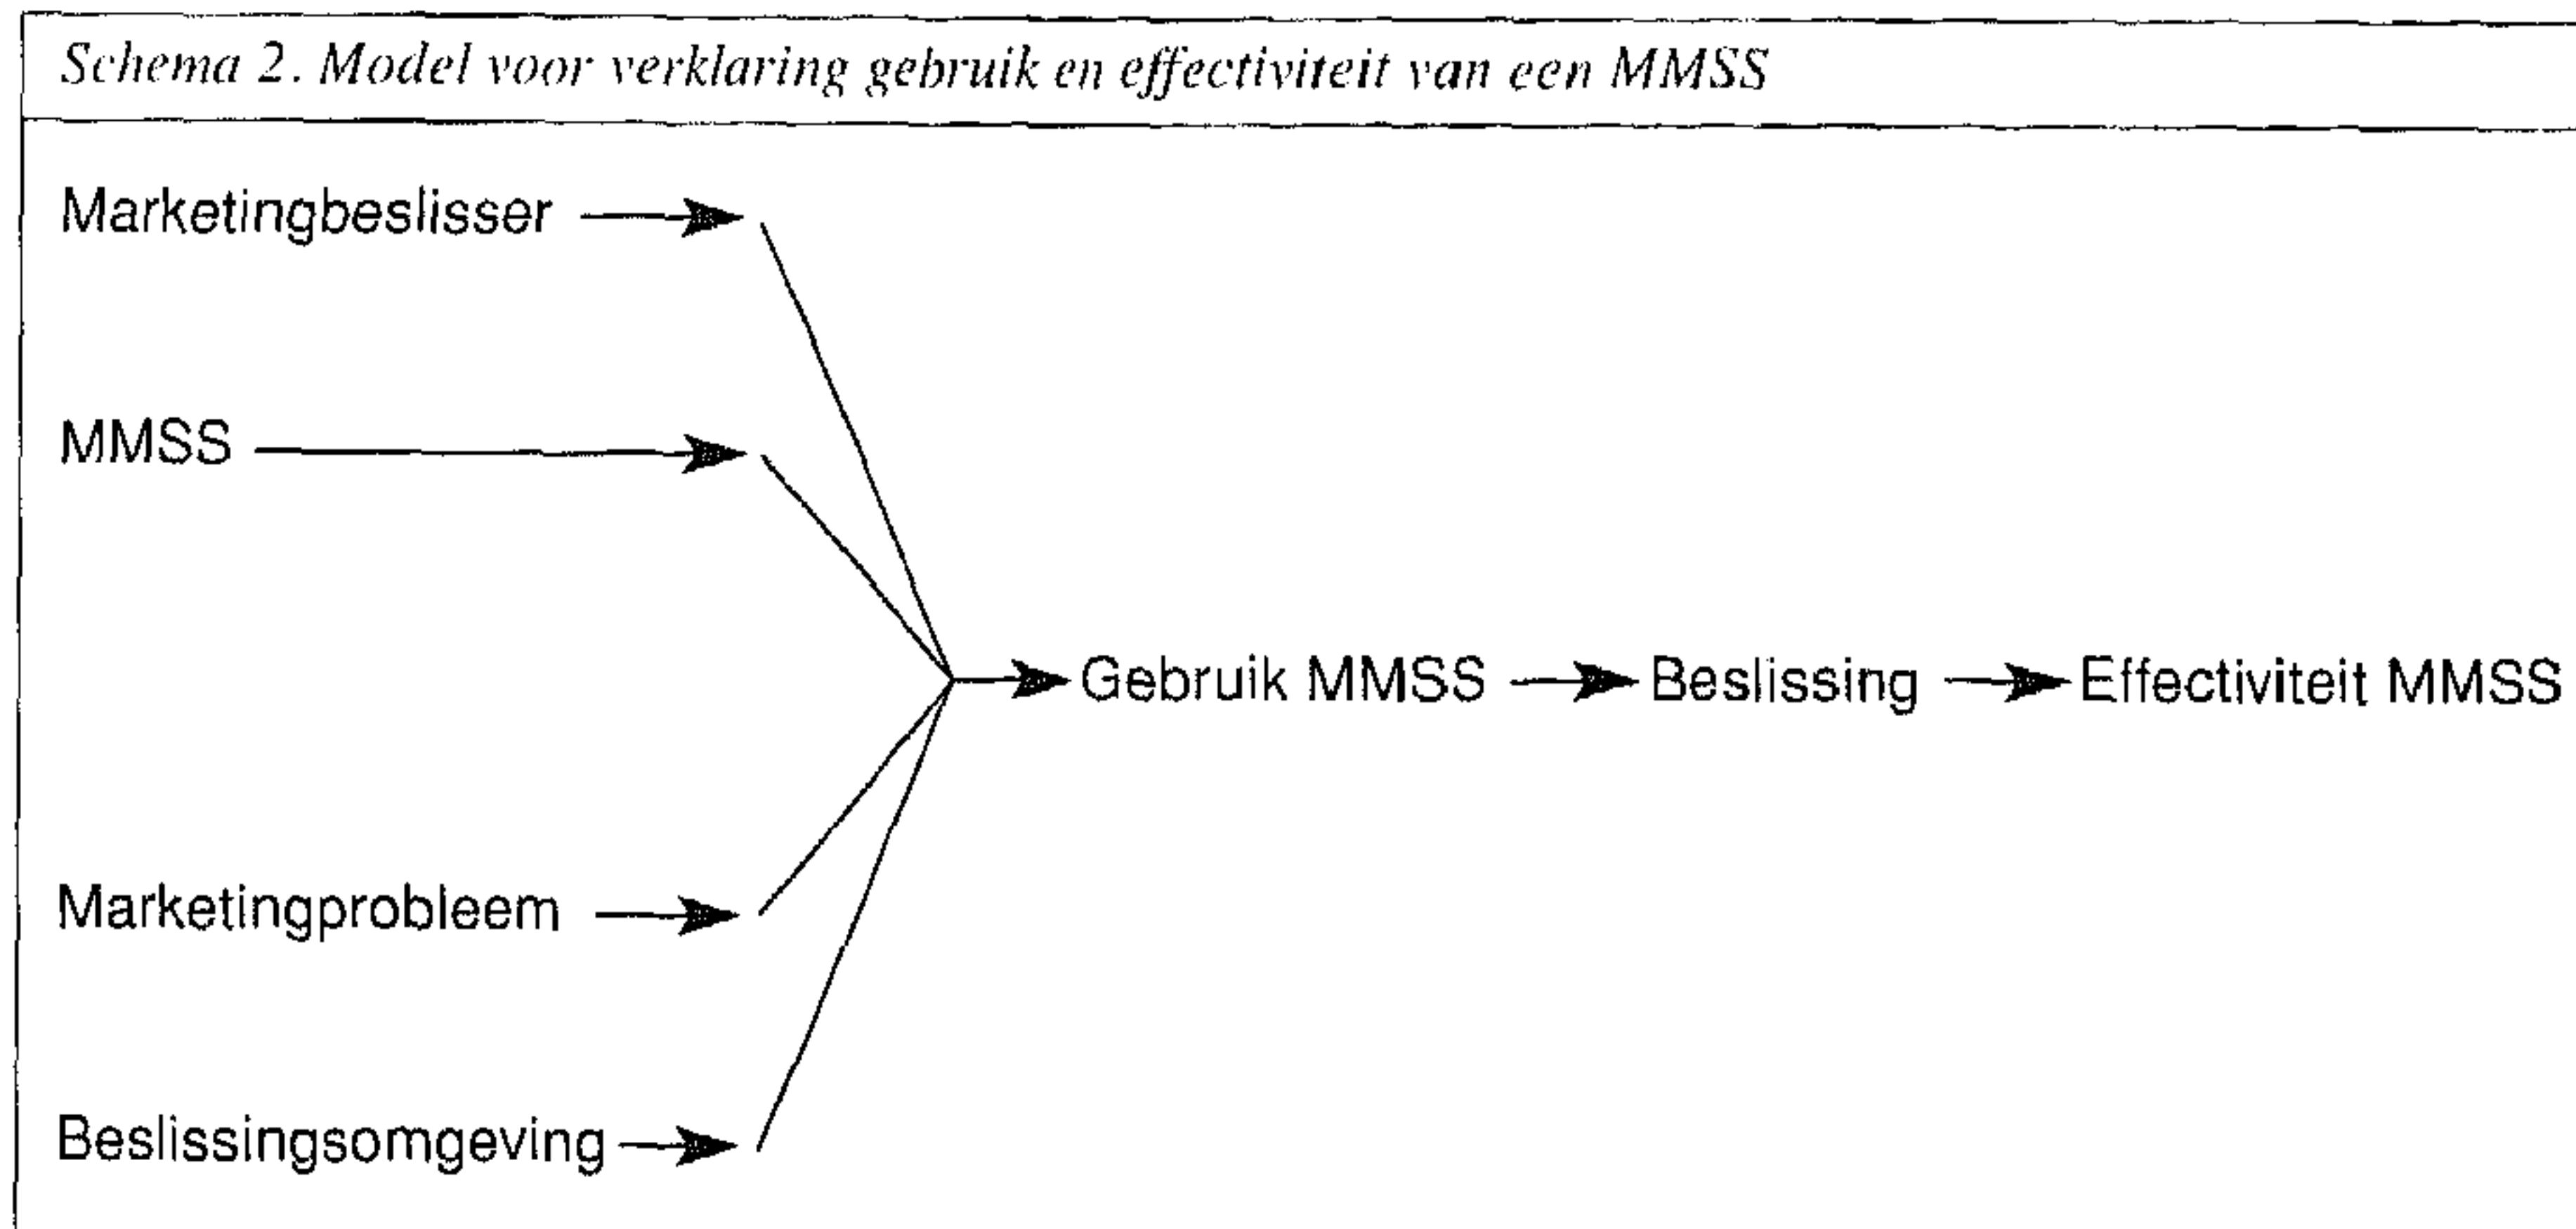 Schema 2. Model voor verklaring gebruik en effectiviteit van een MMSS
Marketingbeslisser
MMSS
Gebruik MMSS
Beslissing
Effectiviteit MMSS
Marketingprobleem
Beslissingsomgeving